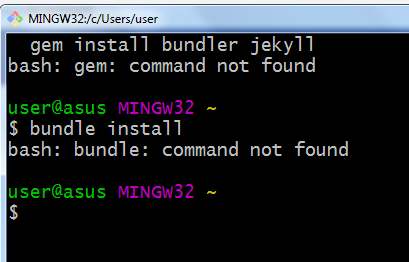 MINGW32:/c/Users/user
gem install bundler jekyll
bash: gem: command not found
user@asus MINGW32 ~
$ bundle install
bash: bundle: command not found
user@asus MINGW32 ~
$